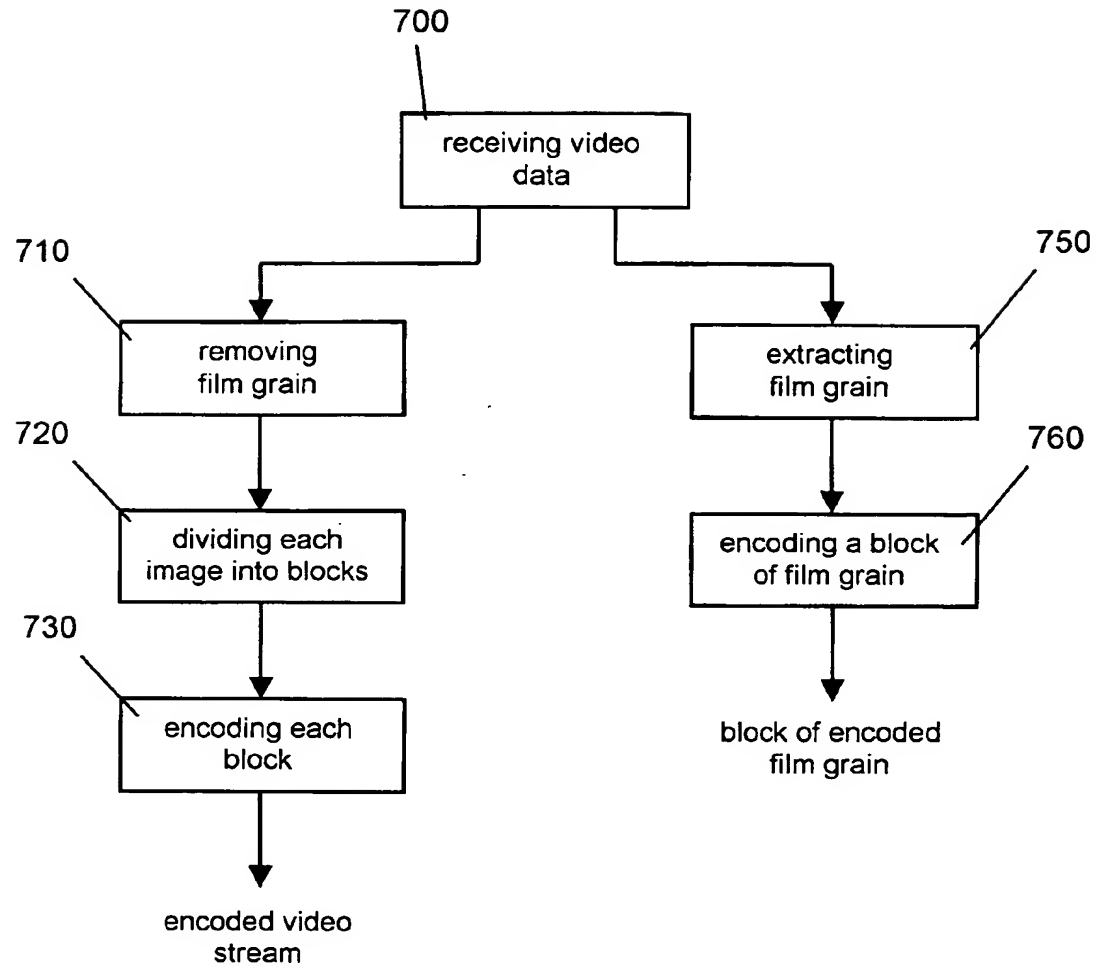 700
receiving video
data
710
removing
film grain
750
extracting
film grain
720
dividing each
image into blocks
760
encoding a block
of film grain
730
encoding each
block
block of encoded
film grain
encoded video
stream